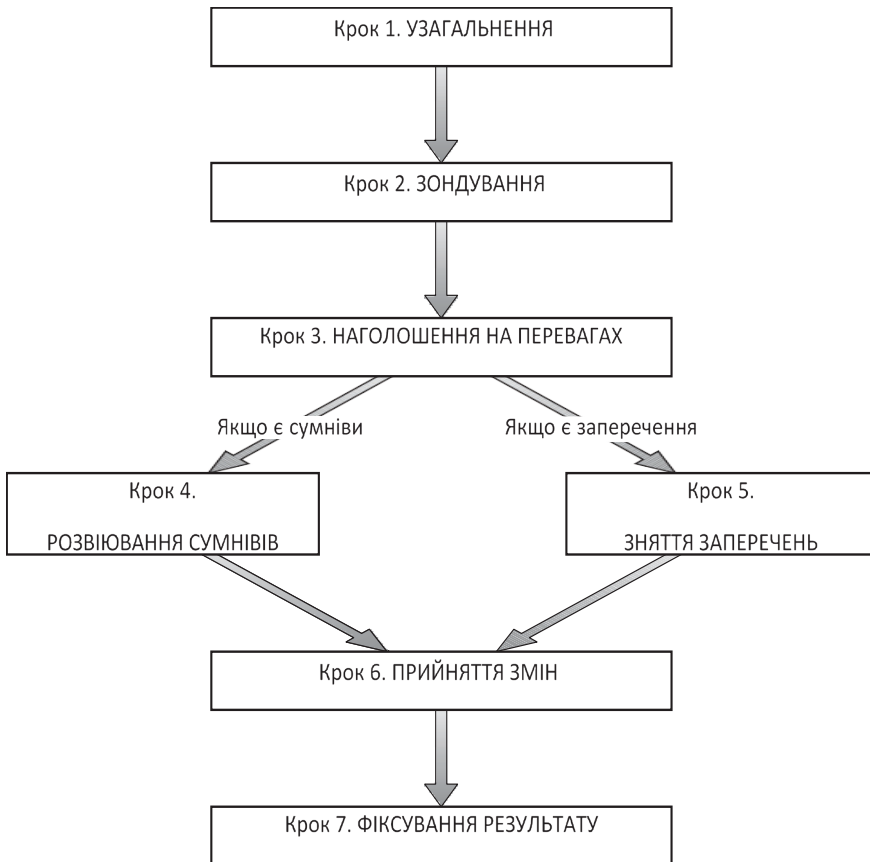 Крок 1. УЗАГАЛЬНЕННЯ
Крок 2. ЗОНДУВАННЯ
Крок 3. НАГОЛОШЕННЯ НА ПЕРЕВАГАХ
Якщо є сумніви
Якщо є заперечення
Крок 4.
РОЗВІЮВАННЯ СУМНІВІВ
Крок 5.
ЗНЯТТЯ ЗАПЕРЕЧЕНЬ
Крок 6. ПРИЙНЯТТЯ ЗМІН
Крок 7. ФІКСУВАННЯ РЕЗУЛЬТАТУ